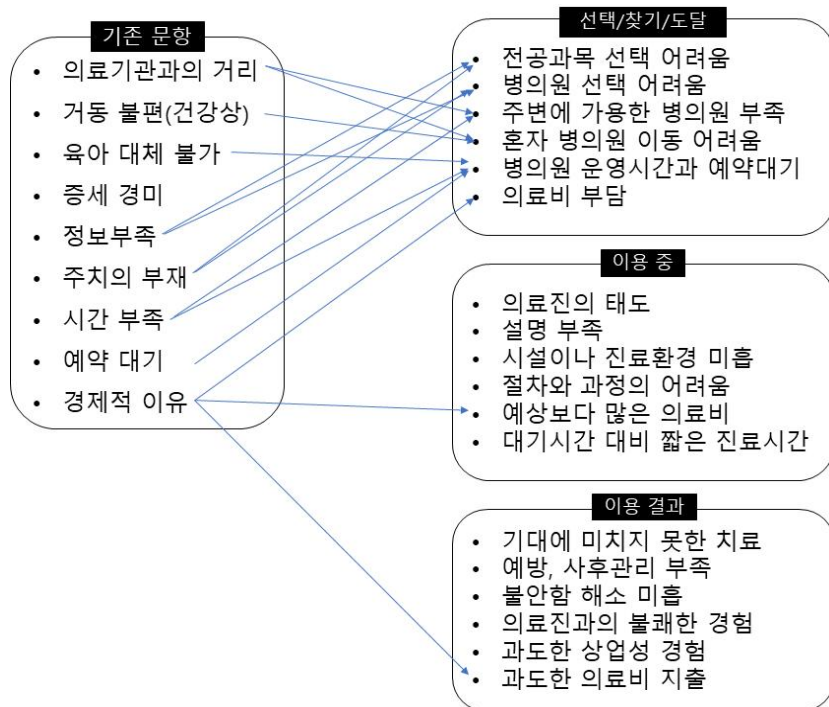 기존 문항
• 의료기관과의 거리
• 거동 불편(건강상)
• 육아 대체 불가
• 증세 경미
• 정보부족
• 주치의 부재
• 시간 부족
• 예약 대기
• 경제적 이유
선택/찾기/도달
• 전공과목 선택 어려움
• 병의원 선택 어려움
• 주변에 가용한 병의원 부족
• 혼자 병의원 이동 어려움
• 병의원 운영시간과 예약대기
• 의료비 부담
이용 중
• 의료진의 태도
• 설명 부족
• 시설이나 진료환경 미흡
• 절차와 과정의 어려움
• 예상보다 많은 의료비
• 대기시간 대비 짧은 진료시간
이용 결과
• 기대에 미치지 못한 치료
• 예방, 사후관리 부족
• 불안함 해소 미흡
• 의료진과의 불쾌한 경험
• 과도한 상업성 경험
• 과도한 의료비 지출